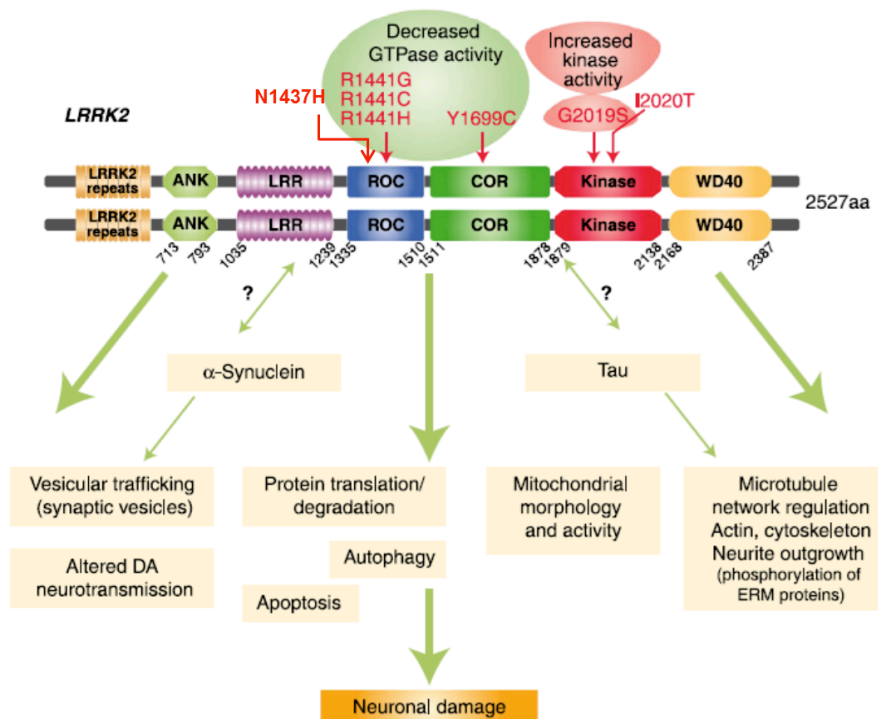 Decreased
GTPase activity
Increased
kinase
activity
R1441G
R1441C
R1441H
N1437H
Y1699C
G2019S
I2020T
LRRK2
LRRK2
repeats
ANK
LRR
ROC
COR
Kinase
WD40
2527aa
LRRK2
repeats
ANK
LRR
ROC
COR
Kinase
WD40
713
793
1035
1239
1335
1510
1511
1878
1879
2138
2168
2387
?
?
α-Synuclein
Tau
Vesicular trafficking
(synaptic vesicles)
Protein translation/
degradation
Mitochondrial
morphology
and activity
Microtubule
network regulation
Actin, cytoskeleton
Neurite outgrowth
(phosphorylation of
ERM proteins)
Altered DA
neurotransmission
Autophagy
Apoptosis
Neuronal damage